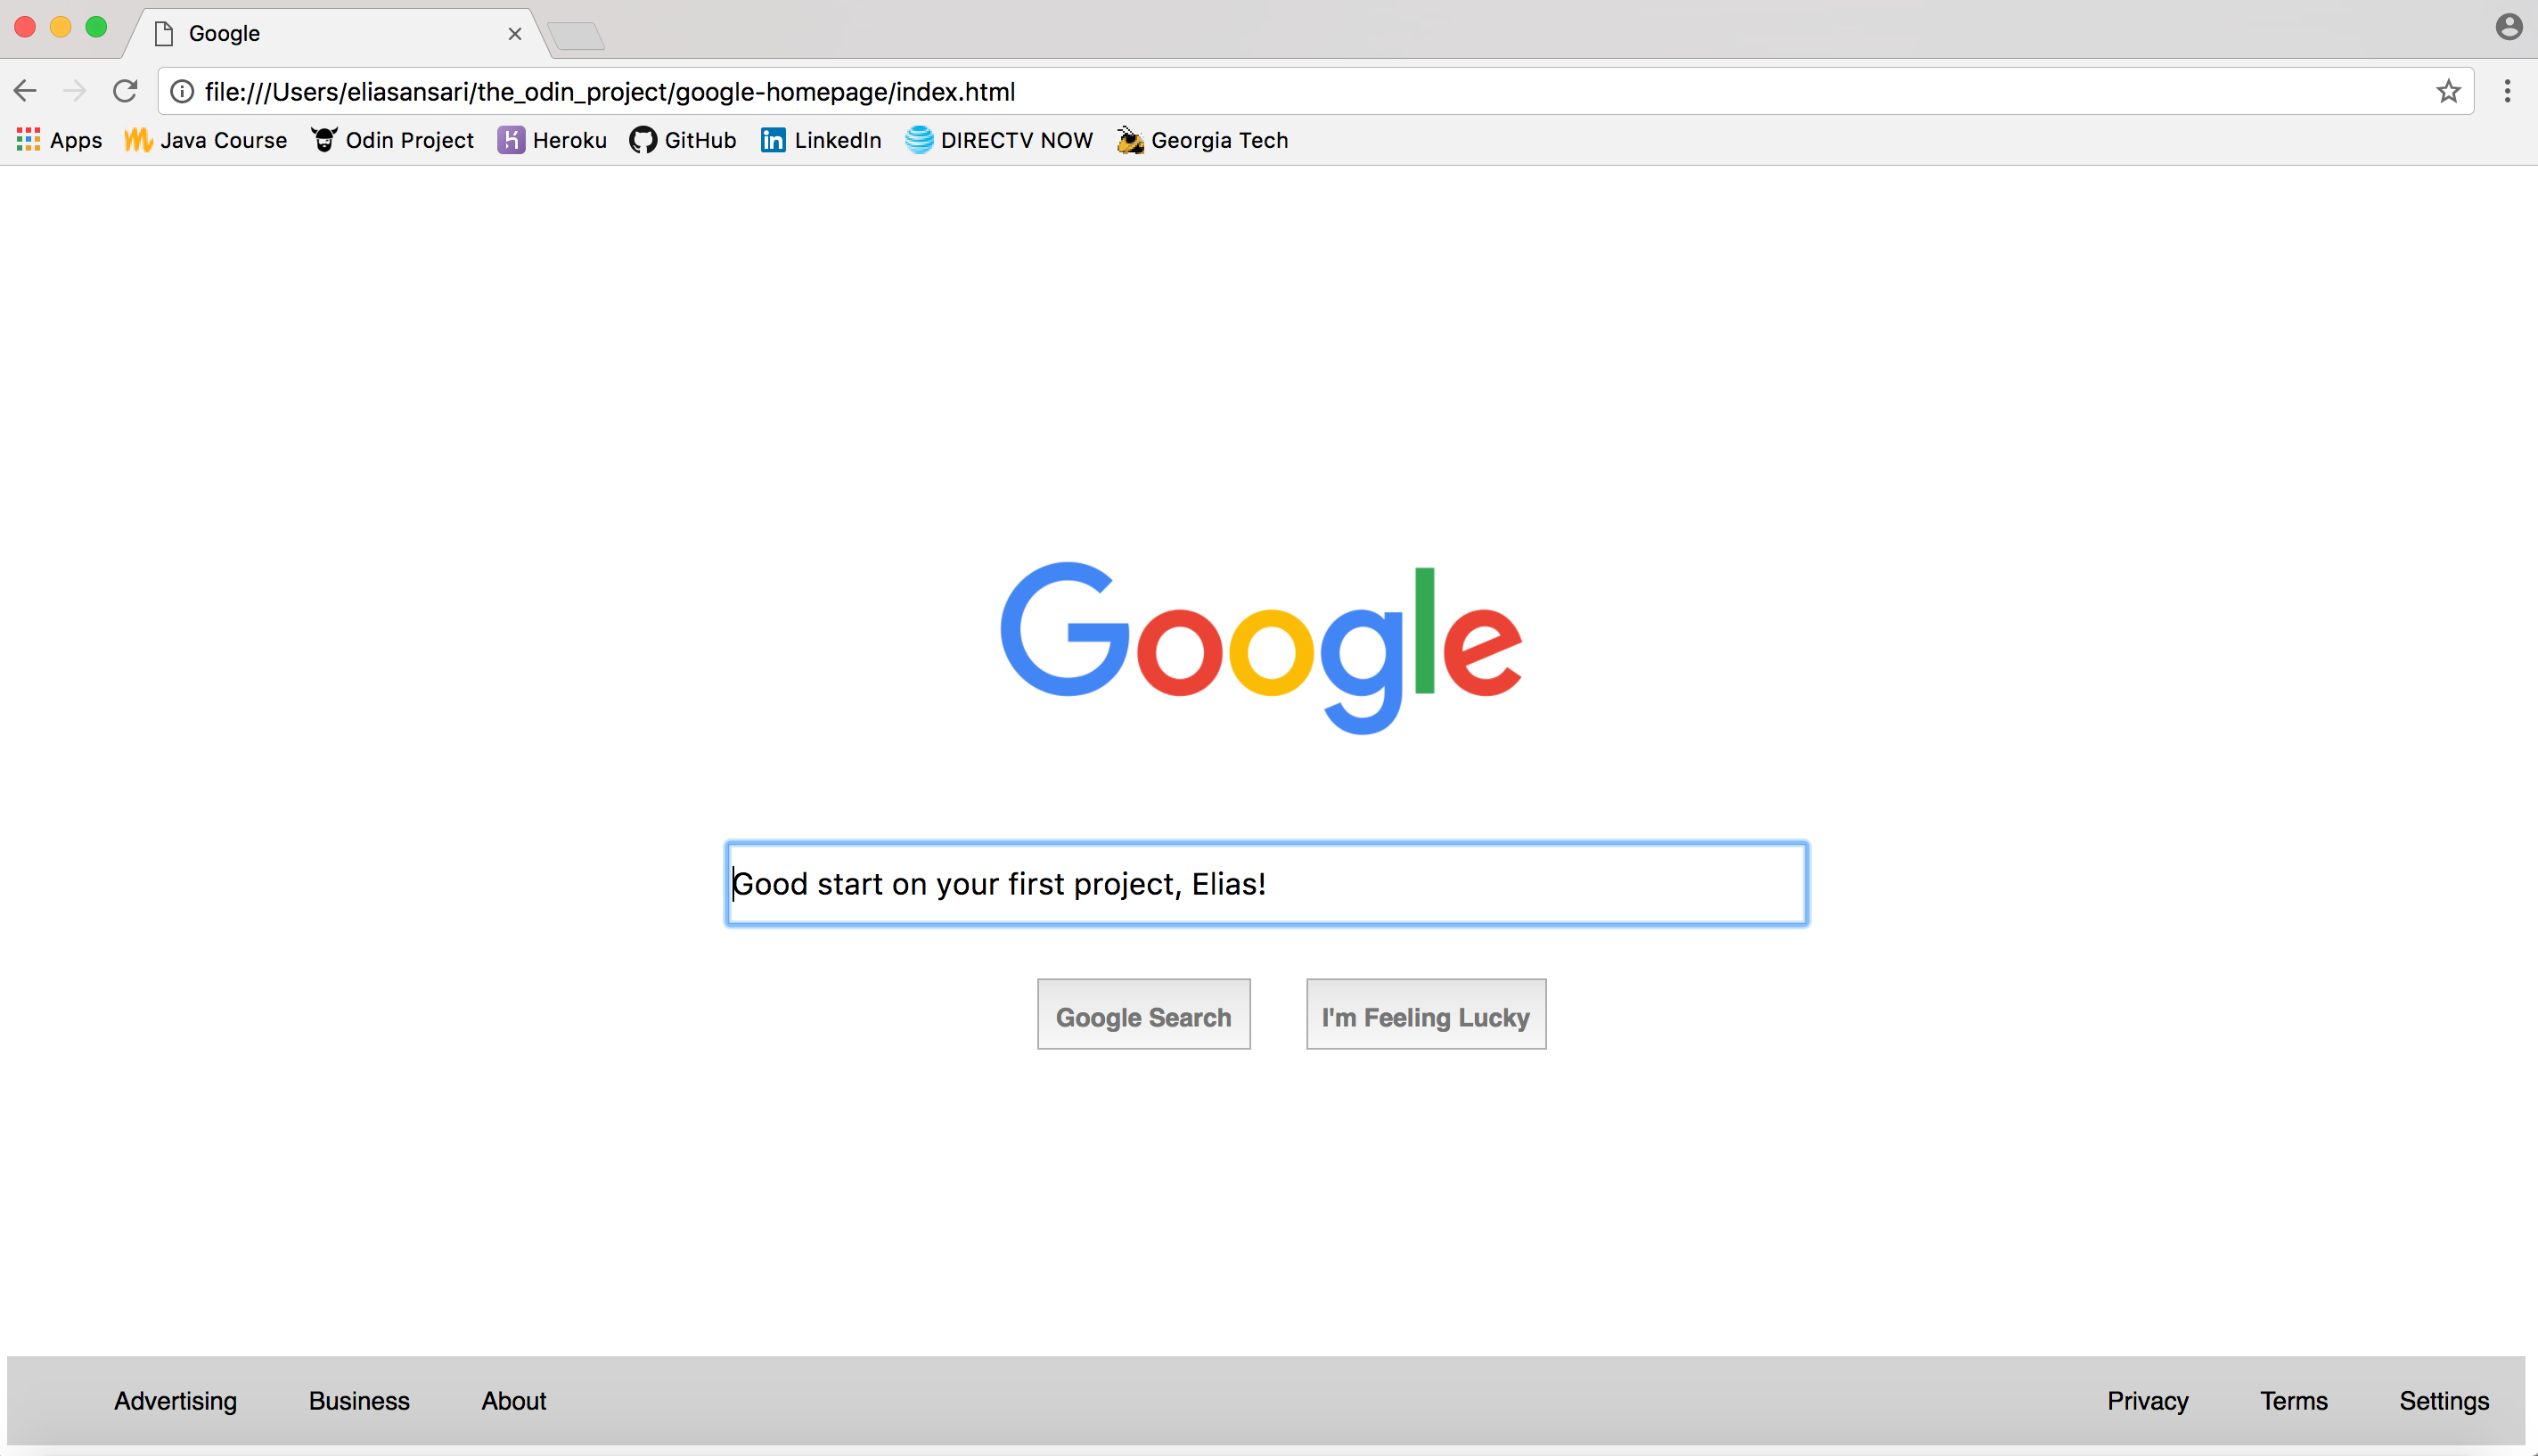 Google
file:///Users/eliasansari/the_odin_project/google-homepage/index.html
Apps Java Course Odin Project Heroku GitHub LinkedIn DIRECTV NOW Georgia Tech
Google
Good start on your first project, Elias!
Google Search I'm Feeling Lucky
Advertising Business About Privacy Terms Settings